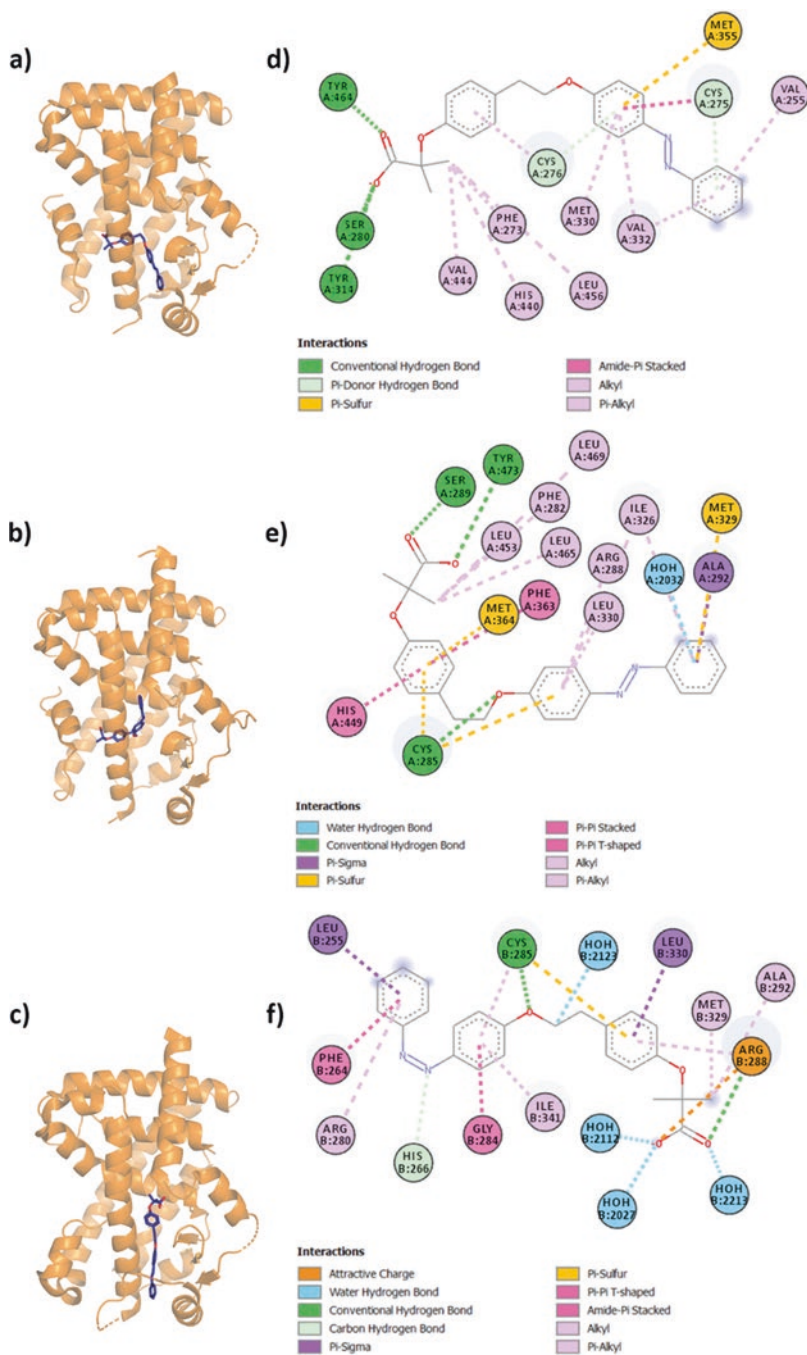 a)
d)
MET
A:355
TYR
A:464
CYS
A:275
VAL
A:255
CYS
A:276
SER
A:280
PHE
A:273
MET
A:330
VAL
A:332
TYR
A:314
VAL
A:444
HIS
A:440
LEU
A:456
Interactions
Conventional Hydrogen Bond
Pi-Donor Hydrogen Bond
Pi-Sulfur
Amide-Pi Stacked
Alkyl
Pi-Alkyl
b)
e)
LEU
A:469
TYR
A:473
SER
A:289
PHE
A:282
ILE
A:326
MET
A:329
LEU
A:453
LEU
A:465
ARG
A:288
HOH
A:2032
ALA
A:292
MET
A:364
PHE
A:363
LEU
A:330
HIS
A:449
CYS
A:285
Interactions
Water Hydrogen Bond
Conventional Hydrogen Bond
Pi-Sigma
Pi-Sulfur
Pi-Pi Stacked
Pi-Pi T-shaped
Alkyl
Pi-Alkyl
c)
f)
LEU
B:255
CYS
B:285
HOH
B:2123
LEU
B:330
ALA
B:292
MET
B:329
ARG
B:288
PHE
B:264
ARG
B:280
HIS
B:266
GLY
B:284
ILE
B:341
HOH
B:2112
HOH
B:2027
HOH
B:2213
Interactions
Attractive Charge
Water Hydrogen Bond
Conventional Hydrogen Bond
Carbon Hydrogen Bond
Pi-Sigma
Pi-Sulfur
Pi-Pi T-shaped
Amide-Pi Stacked
Alkyl
Pi-Alkyl
O
O
O
O
N
N
O
O
O
O
N
N
N
N
O
O
O
O